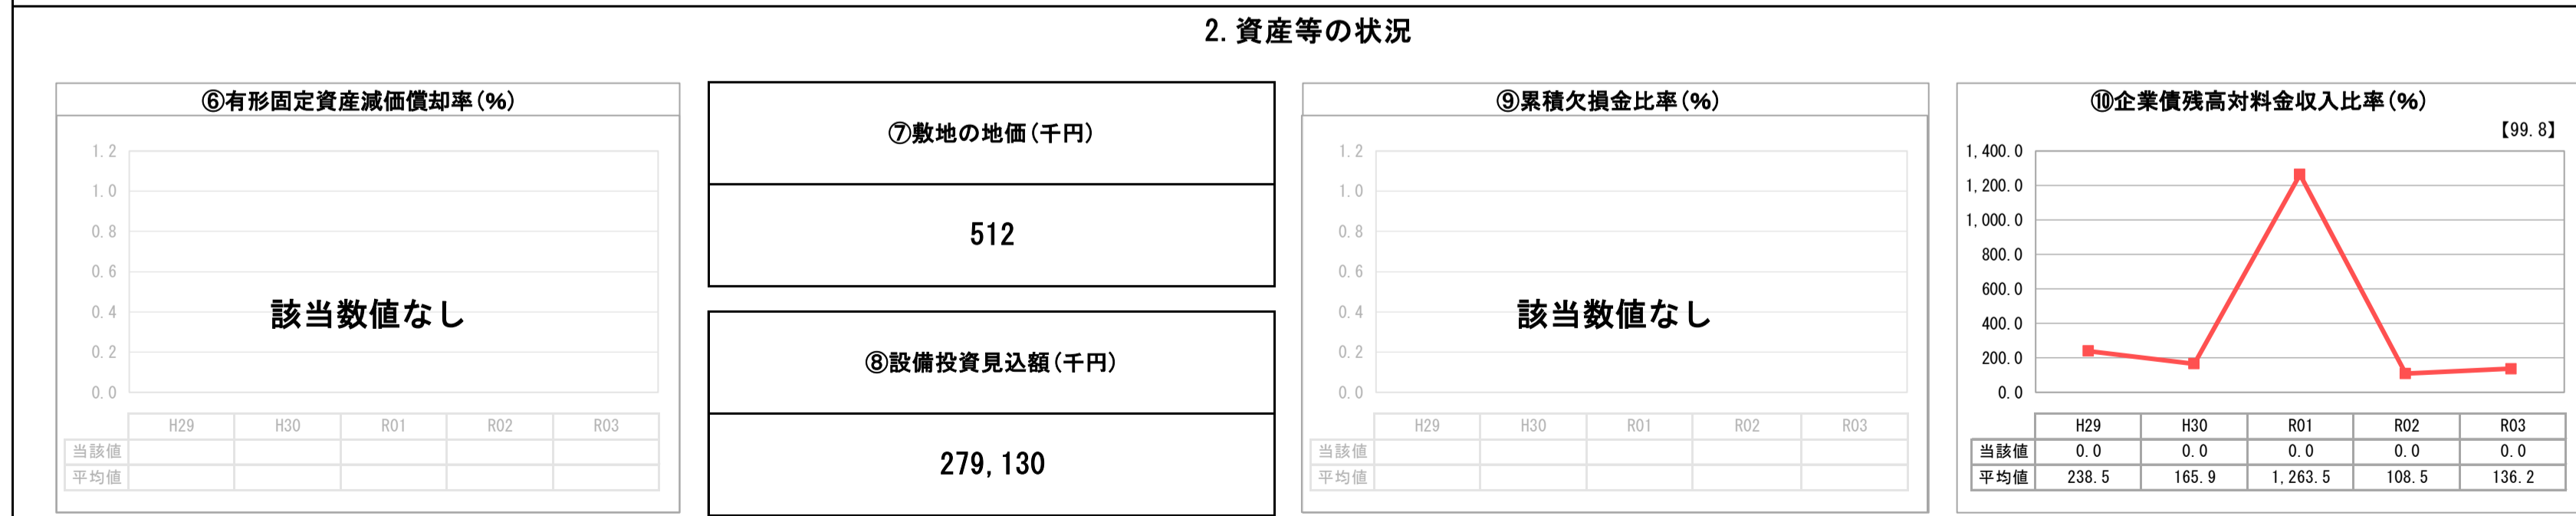 2.資産等の状況
⑥有形固定資産減価償却率(%)
1.2
1.0
0.8
0.6
0.4
0.2
0.0
該当数値なし
H29 H30 R01 R02 R03
当該値
平均値
⑦敷地の地価(千円)
512
⑧設備投資見込額(千円)
279,130
⑨累積欠損金比率(%)
1.2
1.0
0.8
0.6
0.4
0.2
0.0
該当数値なし
H29 H30 R01 R02 R03
当該値
平均値
⑩企業債残高対料金収入比率(%)
【99.8】
1,400.0
1,200.0
1,000.0
800.0
600.0
400.0
200.0
0.0
H29 H30 R01 R02 R03
当該値 0.0 0.0 0.0 0.0 0.0
平均値 238.5 165.9 1,263.5 108.5 136.2